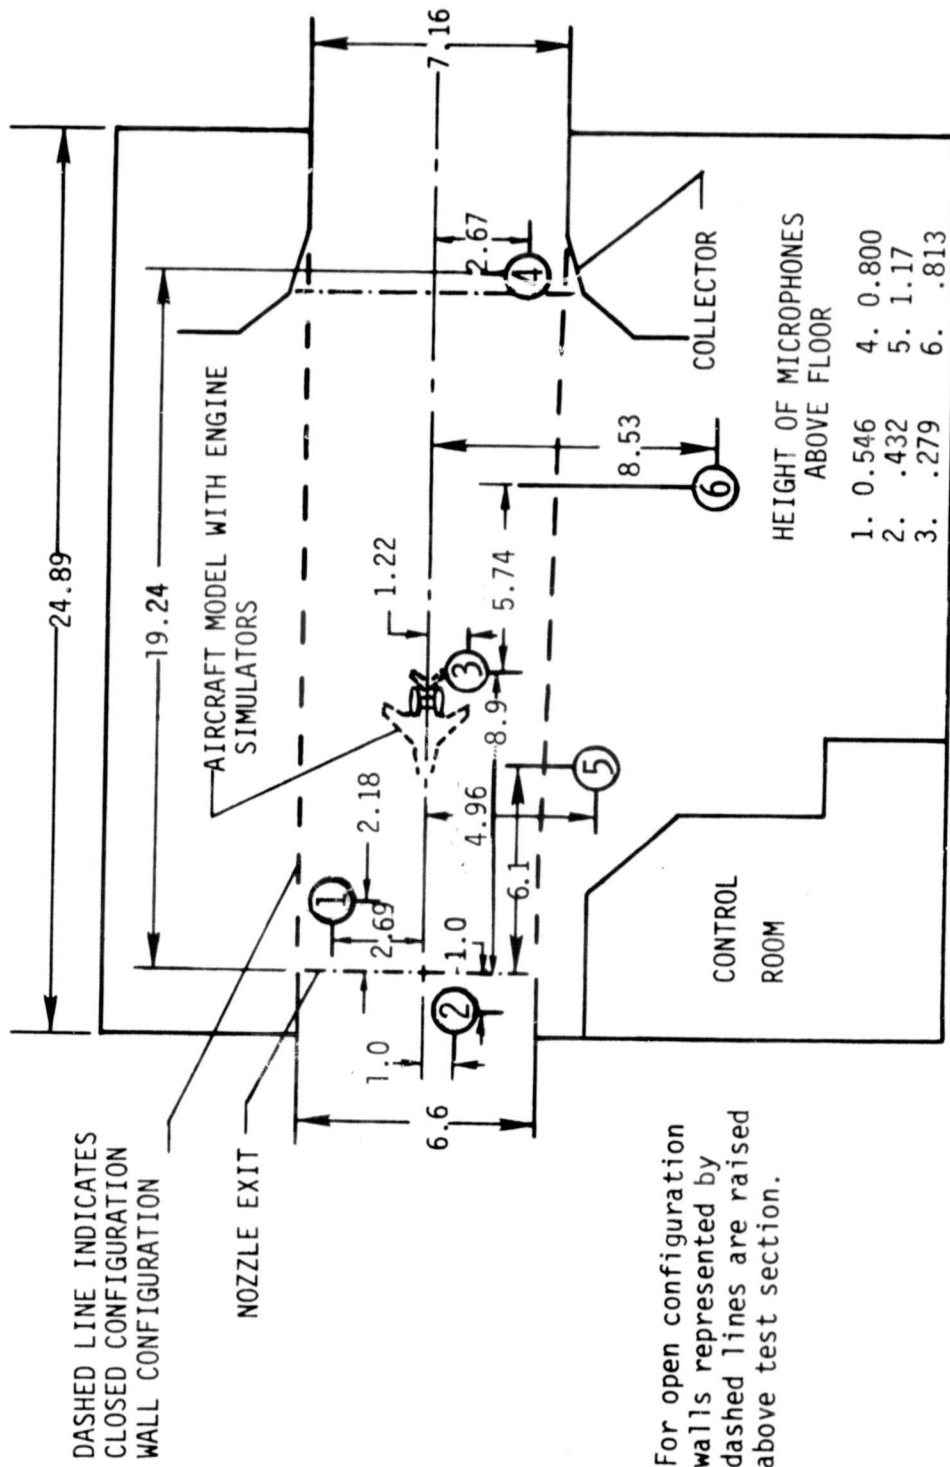 24.89
19.24
7.16
DASHED LINE INDICATES
CLOSED CONFIGURATION
WALL CONFIGURATION
NOZZLE EXIT
AIRCRAFT MODEL WITH ENGINE
SIMULATORS
6.6
1.0
2
1.0
1
2.69
2.18
1.22
3
8.9
5.74
4.96
6.1
5
8.53
6
2.67
4
COLLECTOR
CONTROL
ROOM
HEIGHT OF MICROPHONES
ABOVE FLOOR
1. 0.546 4. 0.800
2. .432 5. 1.17
3. .279 6. .813
For open configuration
walls represented by
dashed lines are raised
above test section.